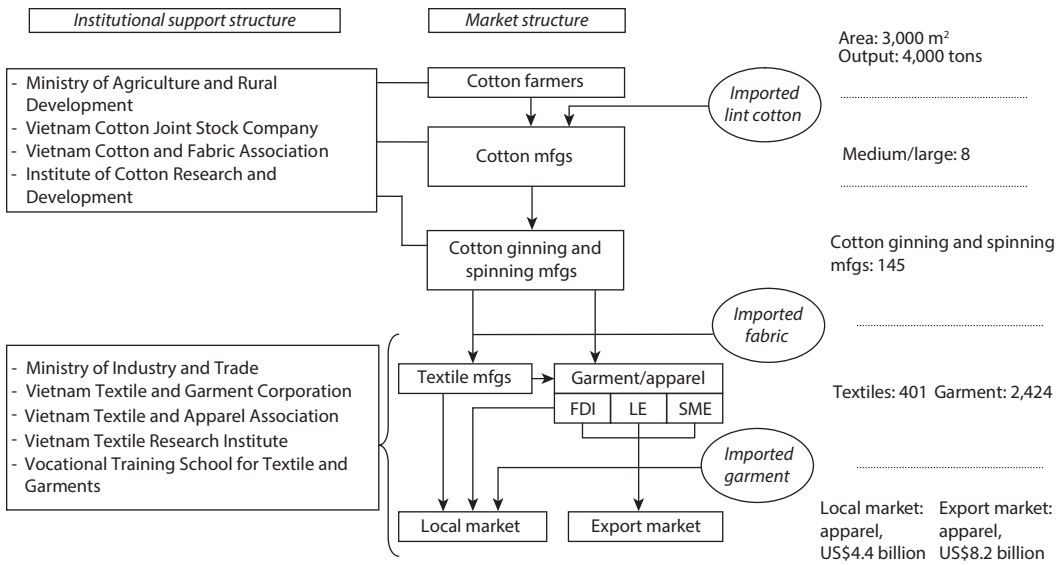 Institutional support structure
Market structure
Area: 3,000 m²
Output: 4,000 tons
- Ministry of Agriculture and Rural
Development
- Vietnam Cotton Joint Stock Company
- Vietnam Cotton and Fabric Association
- Institute of Cotton Research and
Development
Cotton farmers
Imported
lint cotton
Cotton mfgs
Medium/large: 8
Cotton ginning and
spinning mfgs
Cotton ginning and spinning
mfgs: 145
Imported
fabric
- Ministry of Industry and Trade
- Vietnam Textile and Garment Corporation
- Vietnam Textile and Apparel Association
- Vietnam Textile Research Institute
- Vocational Training School for Textile and
Garments
Textile mfgs
Garment/apparel
FDI
LE
SME
Textiles: 401 Garment: 2,424
Imported
garment
Local market
Export market
Local market:
apparel,
US$4.4 billion
Export market:
apparel,
US$8.2 billion